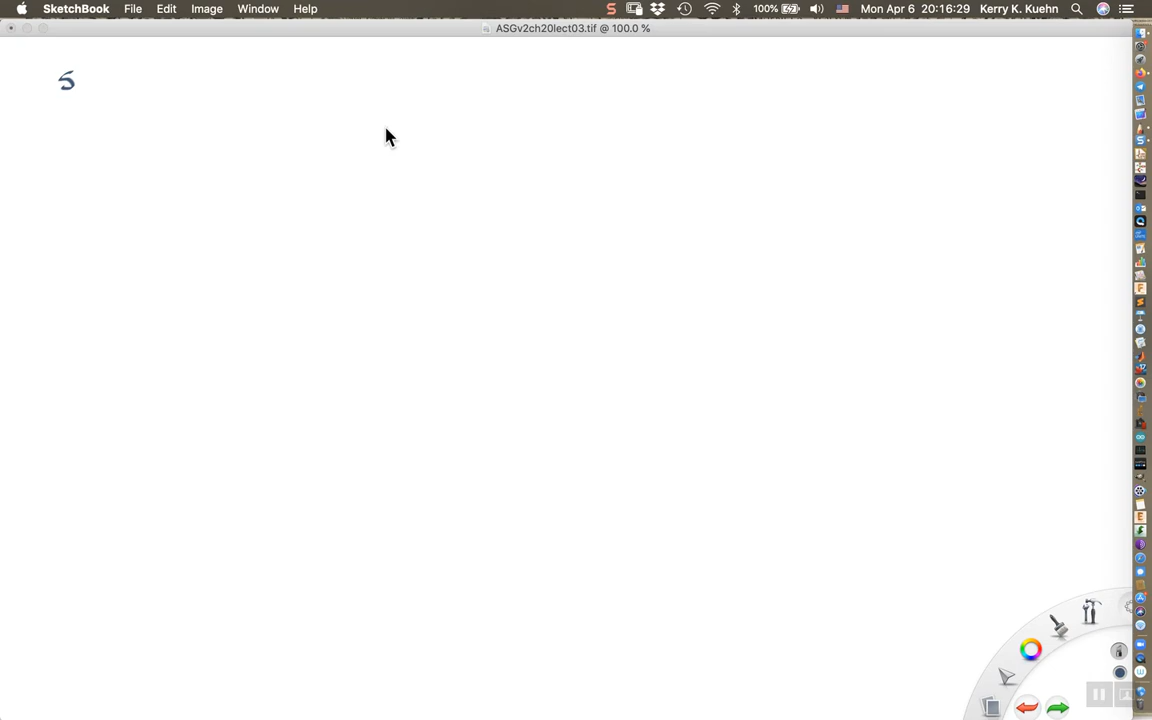 SketchBook File Edit Image Window Help 100% Mon Apr 6 20:16:29 Kerry K. Kuehn
ASGv2ch20lect03.tif @ 100.0 %
5